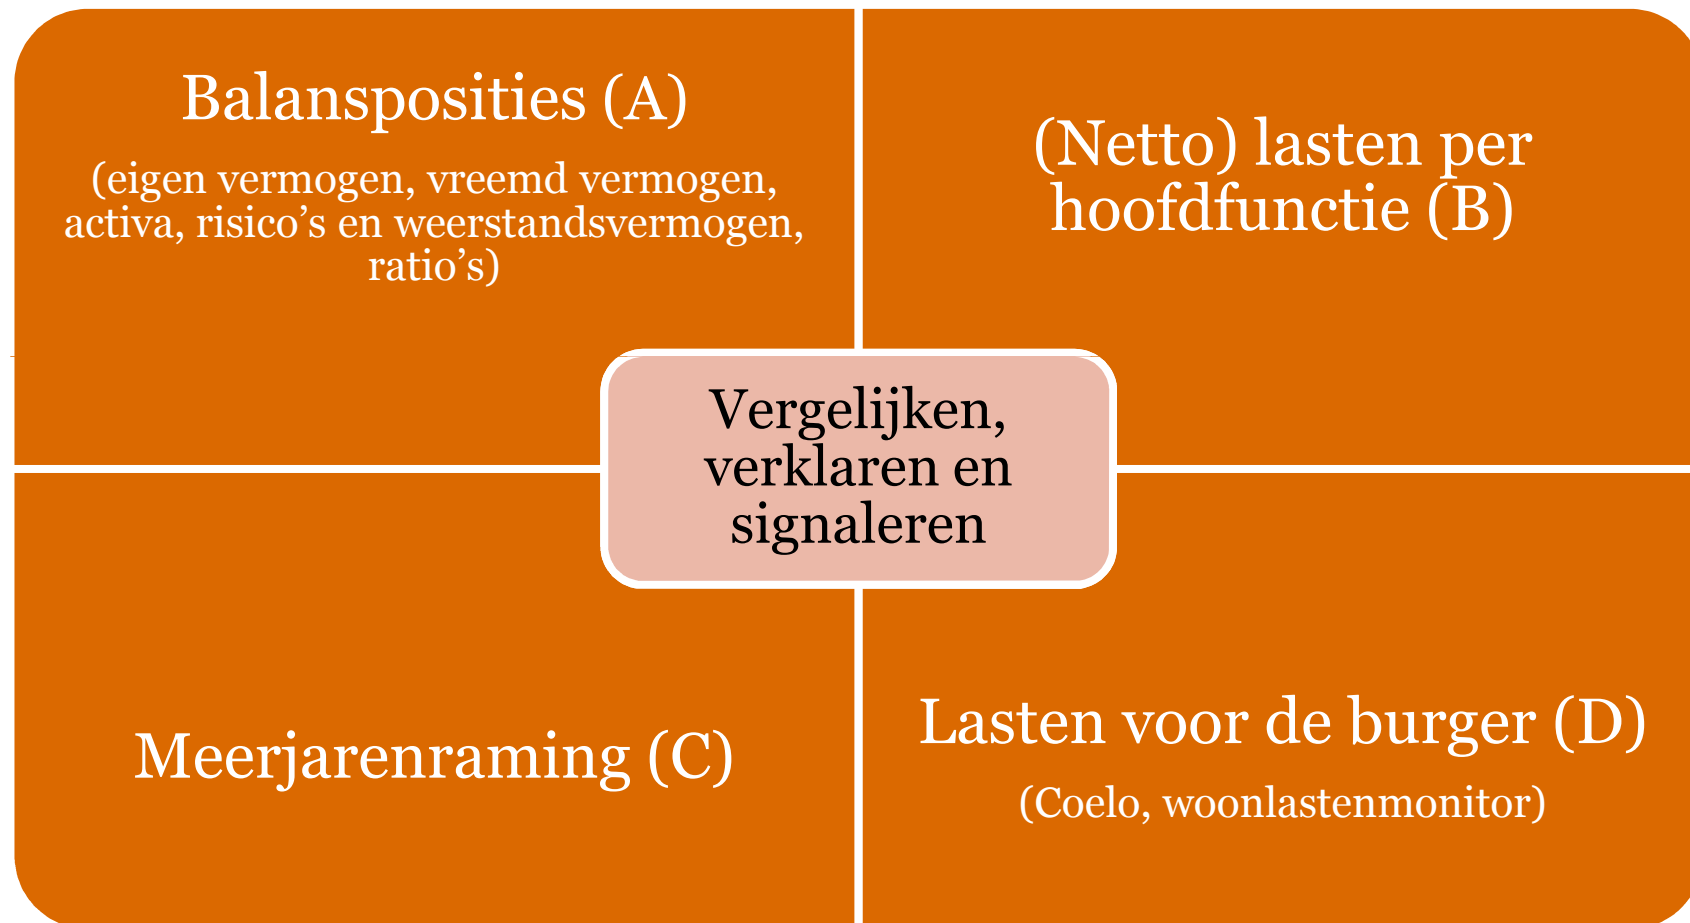 Balansposities (A)
(eigen vermogen, vreemd vermogen,
activa, risico’s en weerstandsvermogen,
ratio’s)
(Netto) lasten per
hoofdfunctie (B)
Vergelijken,
verklaren en
signaleren
Meerjarenraming (C)
Lasten voor de burger (D)
(Coelo, woonlastenmonitor)